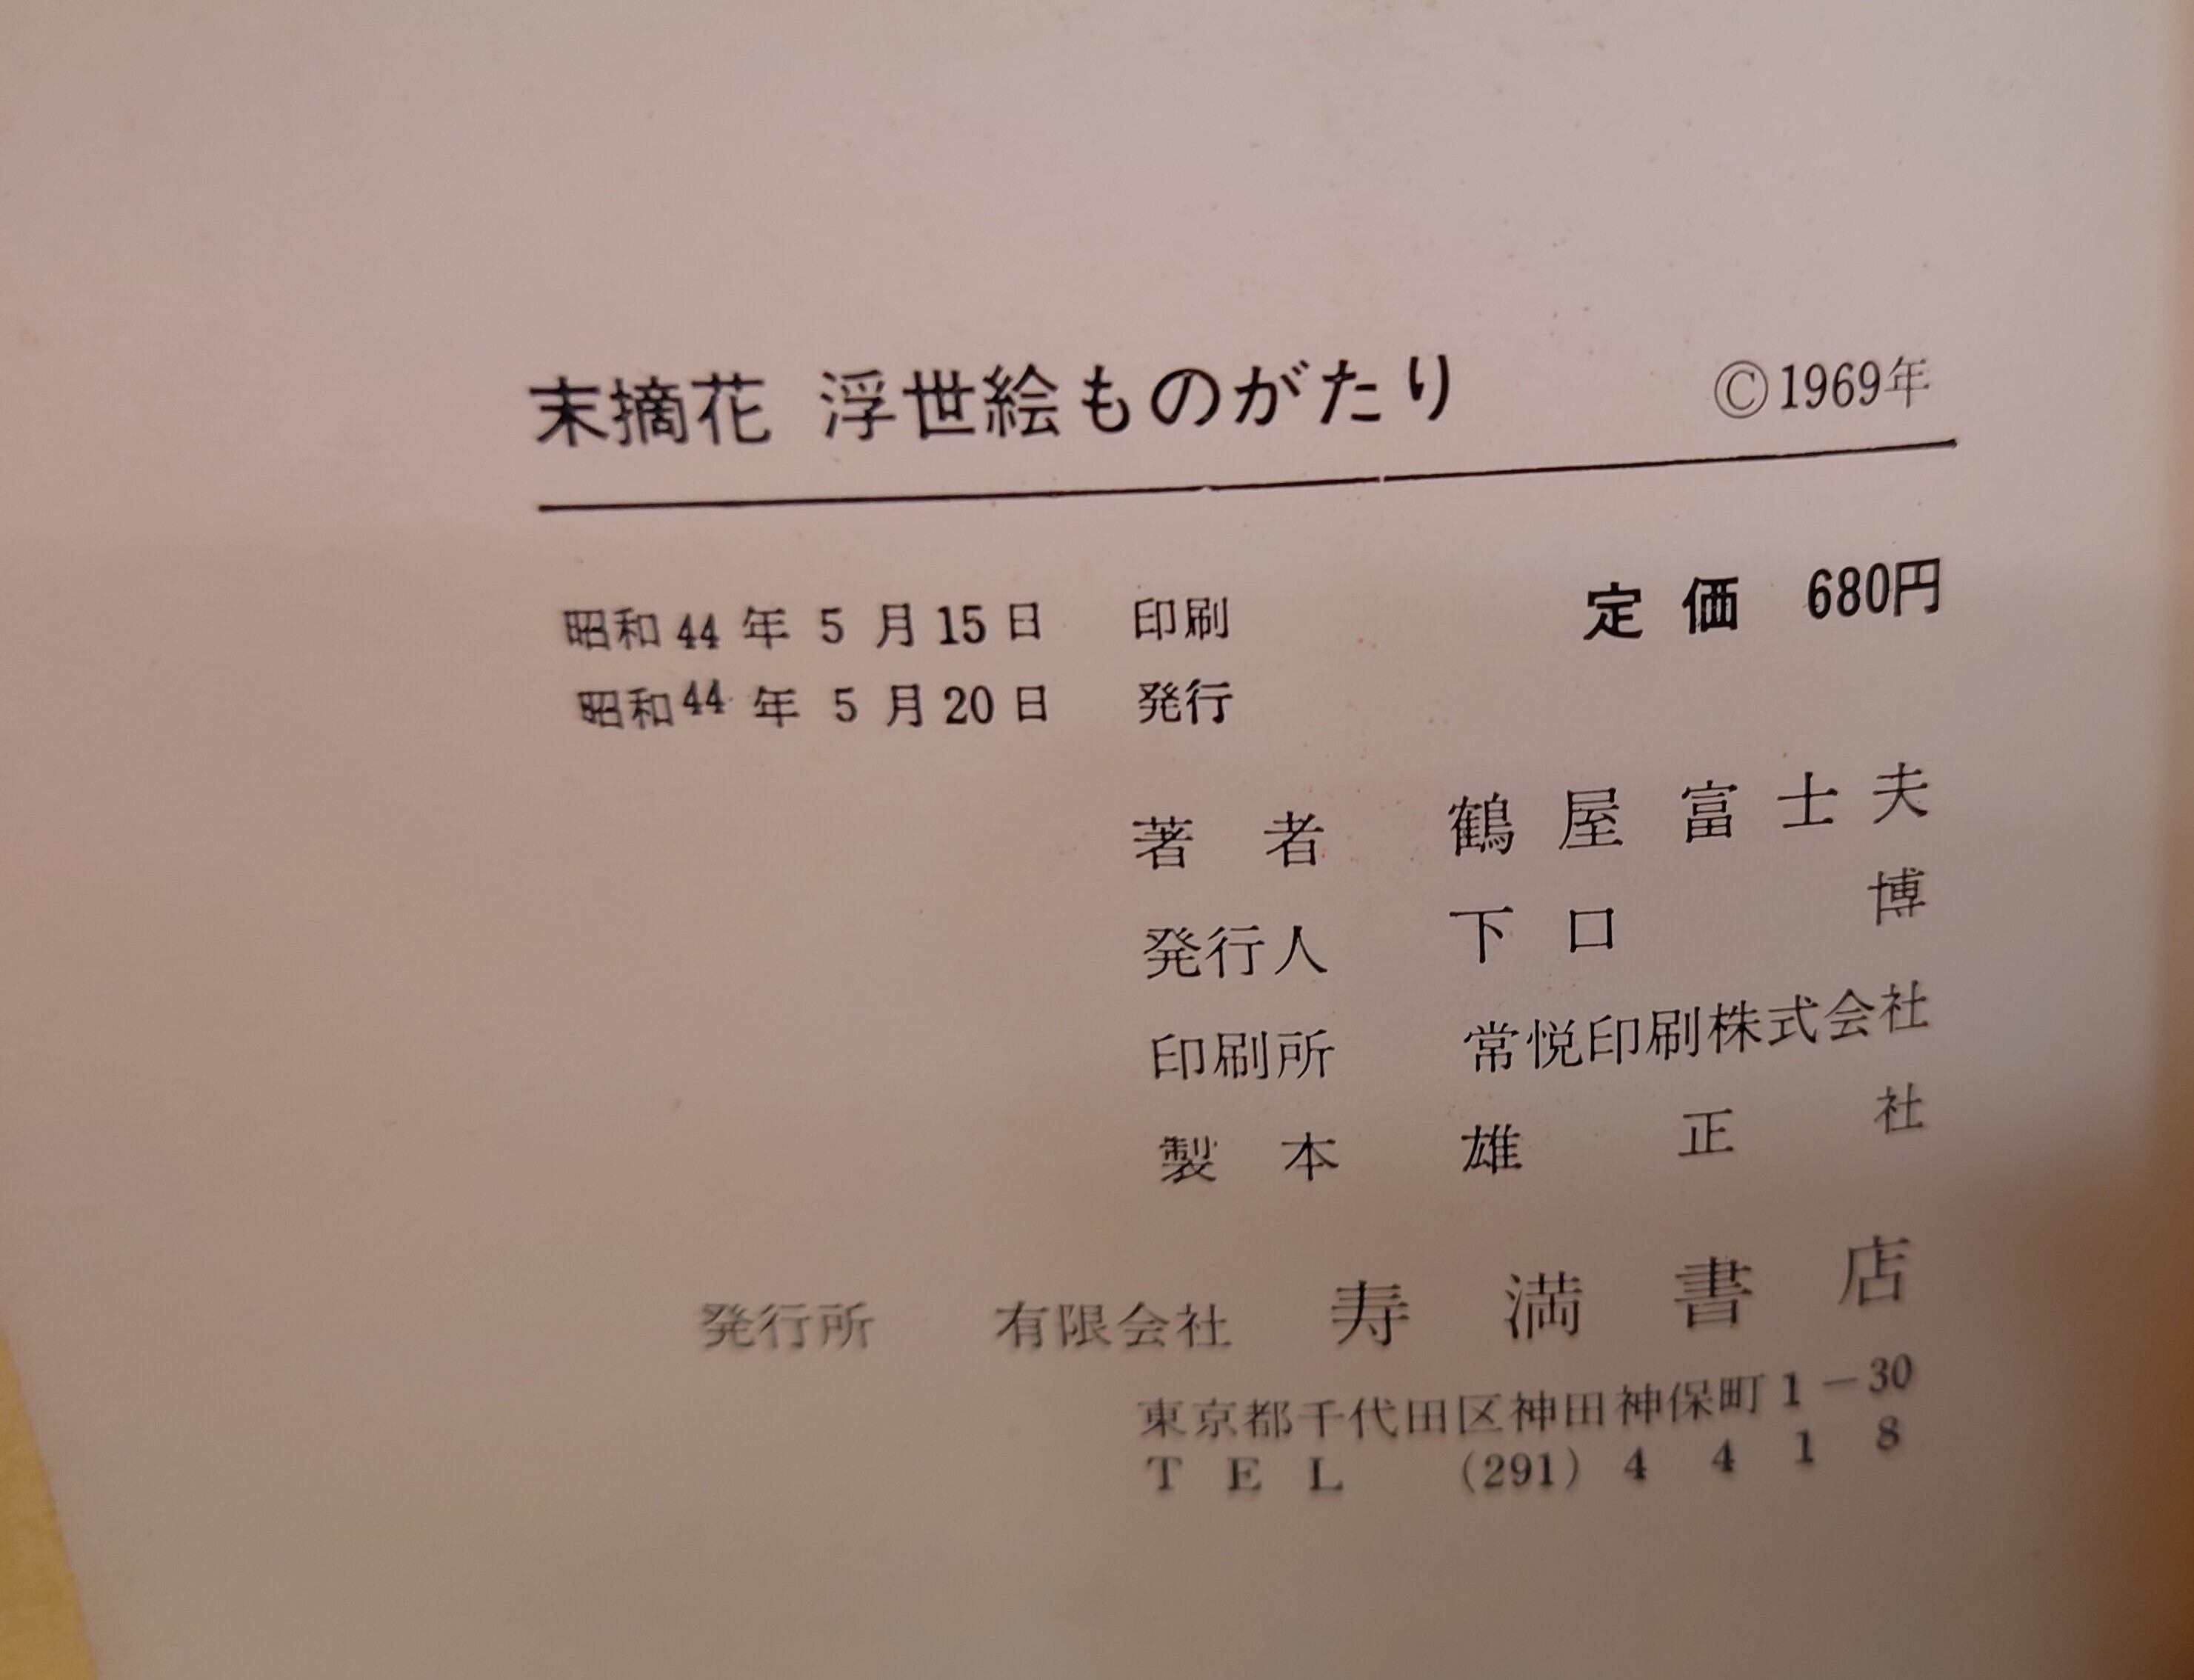 末摘花 浮世絵ものがたり ©1969年
昭和44年5月15日 印刷 定価 680円
昭和44年5月20日 発行
著者 鶴屋富士夫
発行人 下口博
印刷所 常悦印刷株式会社
製本 雄正社
発行所 有限会社 寿満書店
東京都千代田区神田神保町1-30
TEL (291) 4418